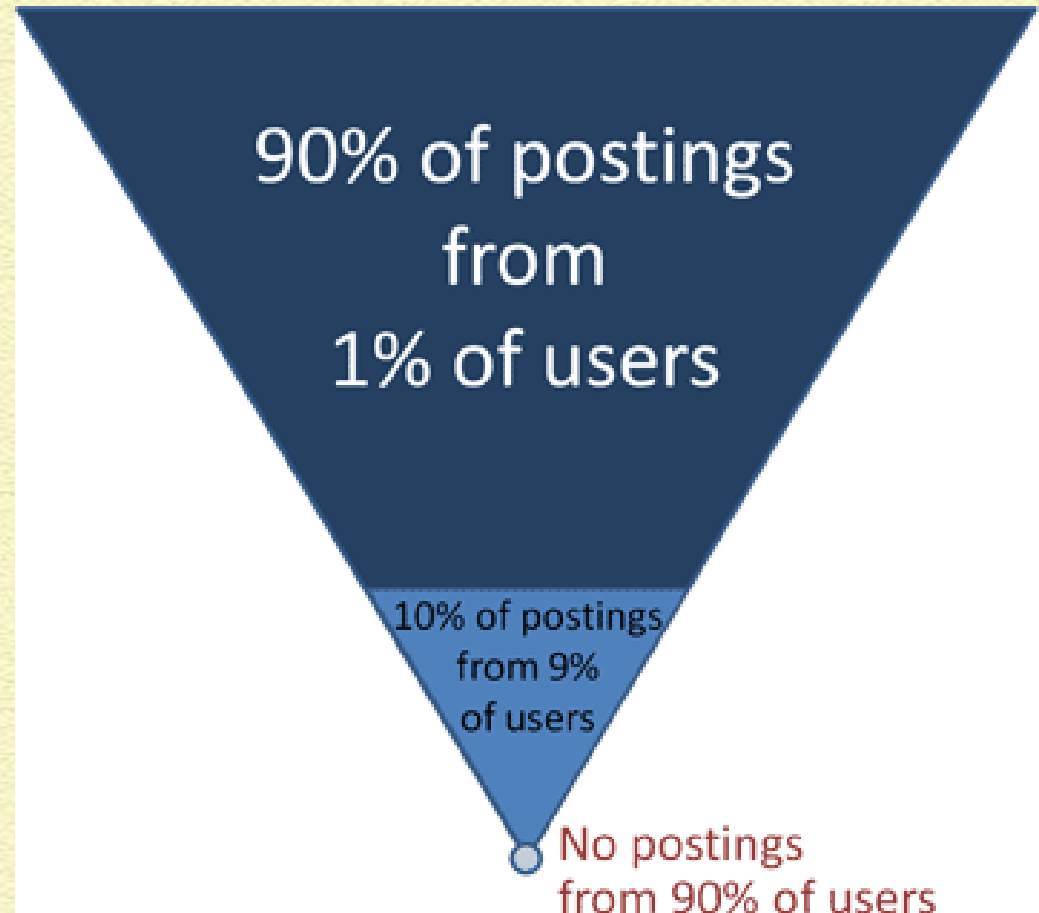 90% of postings
from
1% of users
10% of postings
from 9%
of users
No postings
from 90% of users